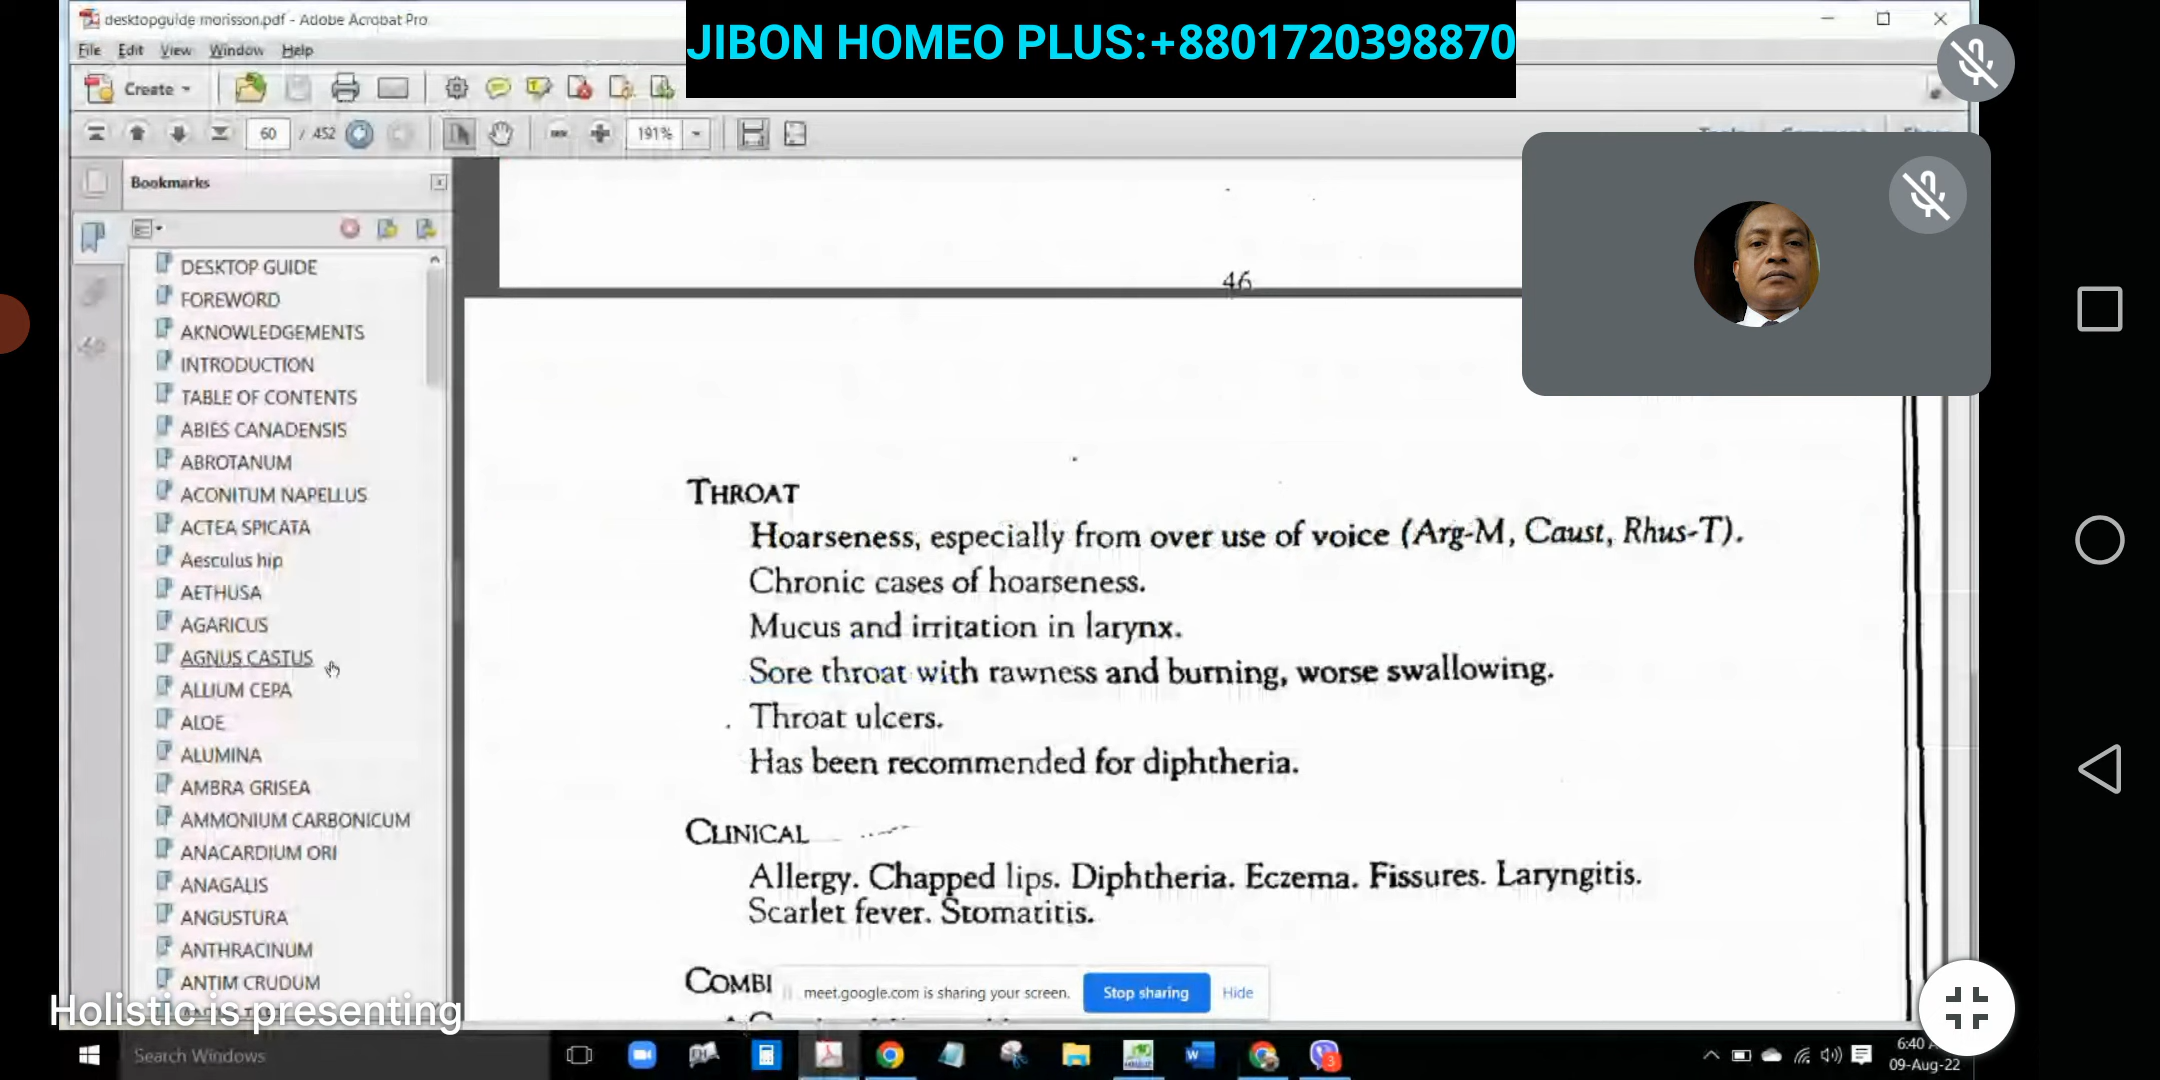 desktopguide morisson.pdf - Adobe Acrobat Pro
JIBON HOMEO PLUS:+8801720398870
File Edit View Window Help
Create
60 / 452
191%
Bookmarks
DESKTOP GUIDE
FOREWORD
AKNOWLEDGEMENTS
INTRODUCTION
TABLE OF CONTENTS
ABIES CANADENSIS
ABROTANUM
ACONITUM NAPELLUS
ACTEA SPICATA
Aesculus hip
AETHUSA
AGARICUS
AGNUS CASTUS
ALLIUM CEPA
ALOE
ALUMINA
AMBRA GRISEA
AMMONIUM CARBONICUM
ANACARDIUM ORI
ANAGALIS
ANGUSTURA
ANTHRACINUM
ANTIM CRUDUM
46
THROAT
Hoarseness, especially from over use of voice (Arg-M, Caust, Rhus-T).
Chronic cases of hoarseness.
Mucus and irritation in larynx.
Sore throat with rawness and burning, worse swallowing.
Throat ulcers.
Has been recommended for diphtheria.
CLINICAL
Allergy. Chapped lips. Diphtheria. Eczema. Fissures. Laryngitis.
Scarlet fever. Stomatitis.
COMBI
meet.google.com is sharing your screen. Stop sharing Hide
Holistic is presenting
Search Windows
3
6:40
09-Aug-22